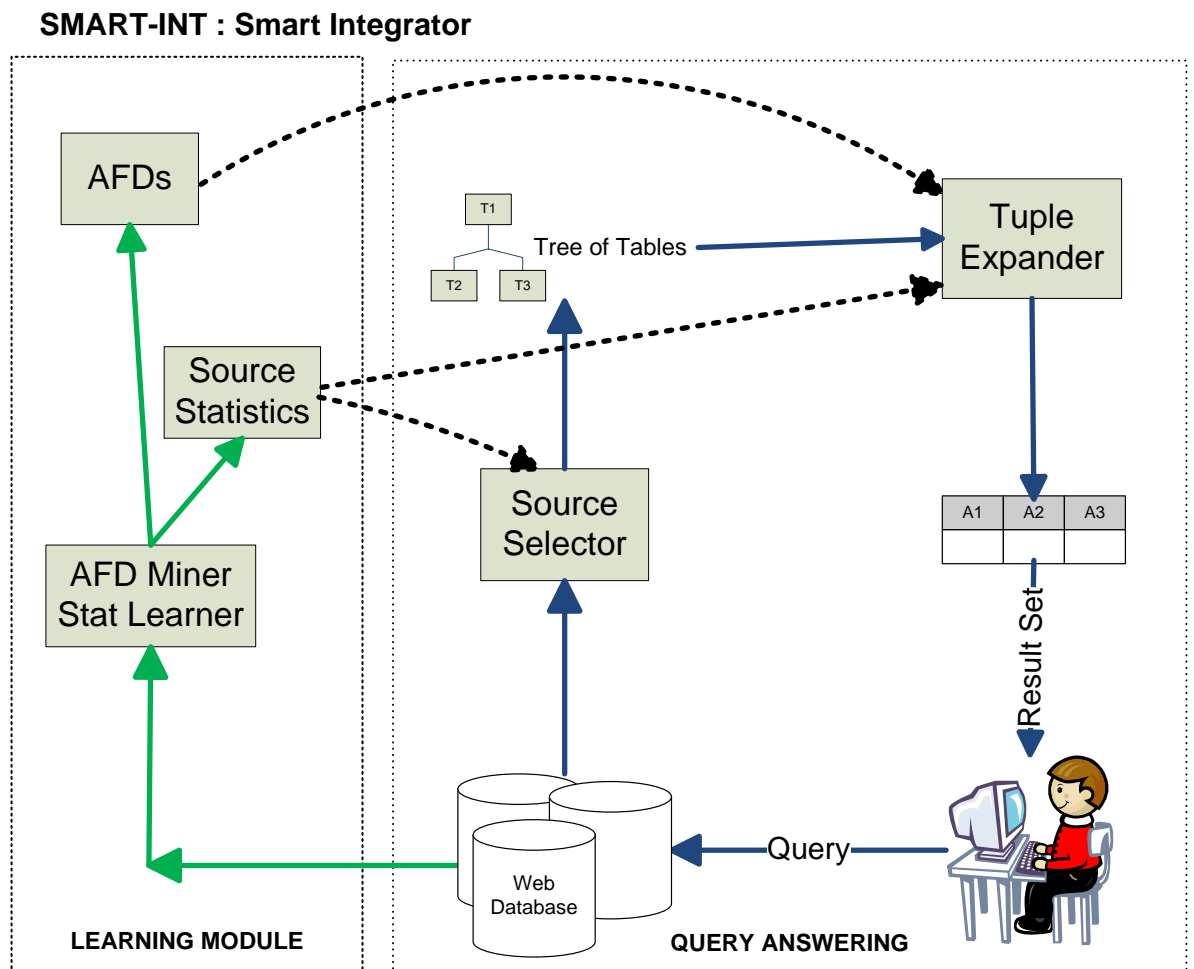 SMART-INT : Smart Integrator
AFDs
Source
Statistics
AFD Miner
Stat Learner
LEARNING MODULE
T1
T2
T3
Tree of Tables
Tuple
Expander
Source
Selector
A1 A2 A3
Result Set
Query
Web
Database
QUERY ANSWERING